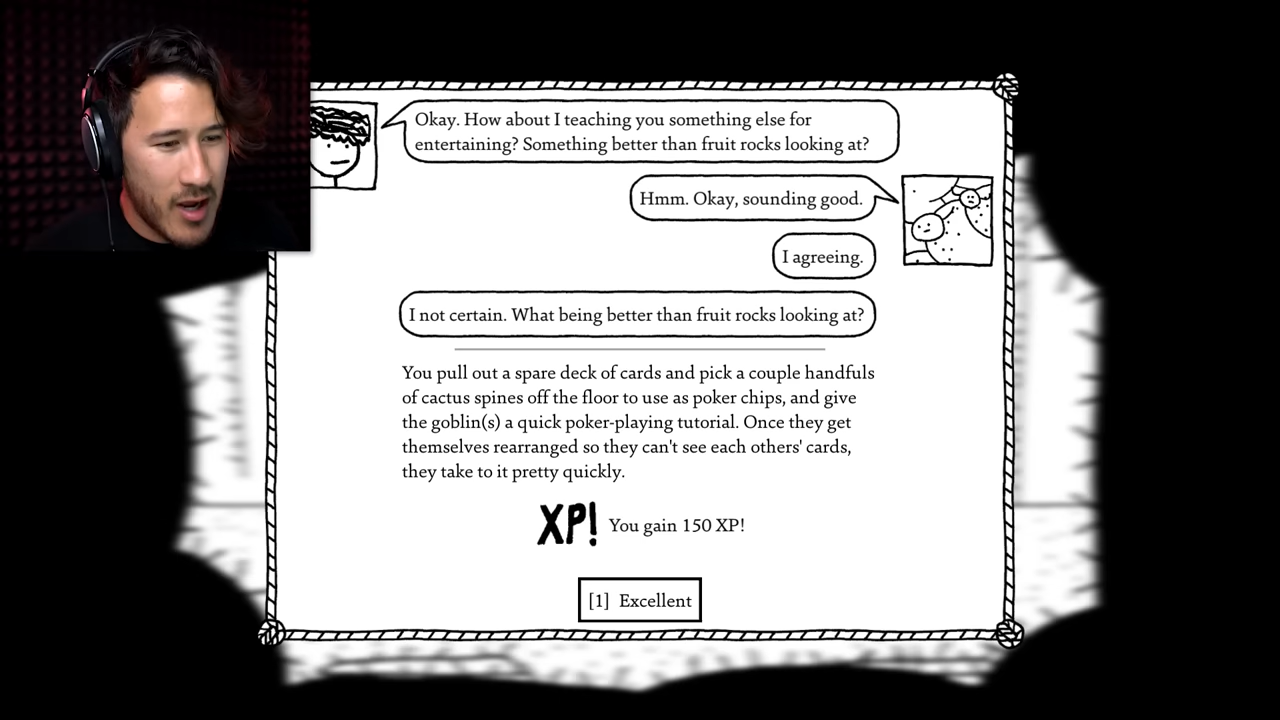 Okay. How about I teaching you something else for
entertaining? Something better than fruit rocks looking at?
Hmm. Okay, sounding good.
I agreeing.
I not certain. What being better than fruit rocks looking at?
You pull out a spare deck of cards and pick a couple handfuls
of cactus spines off the floor to use as poker chips, and give
the goblin(s) a quick poker-playing tutorial. Once they get
themselves rearranged so they can't see each others' cards,
they take to it pretty quickly.
XP! You gain 150 XP!
[1] Excellent